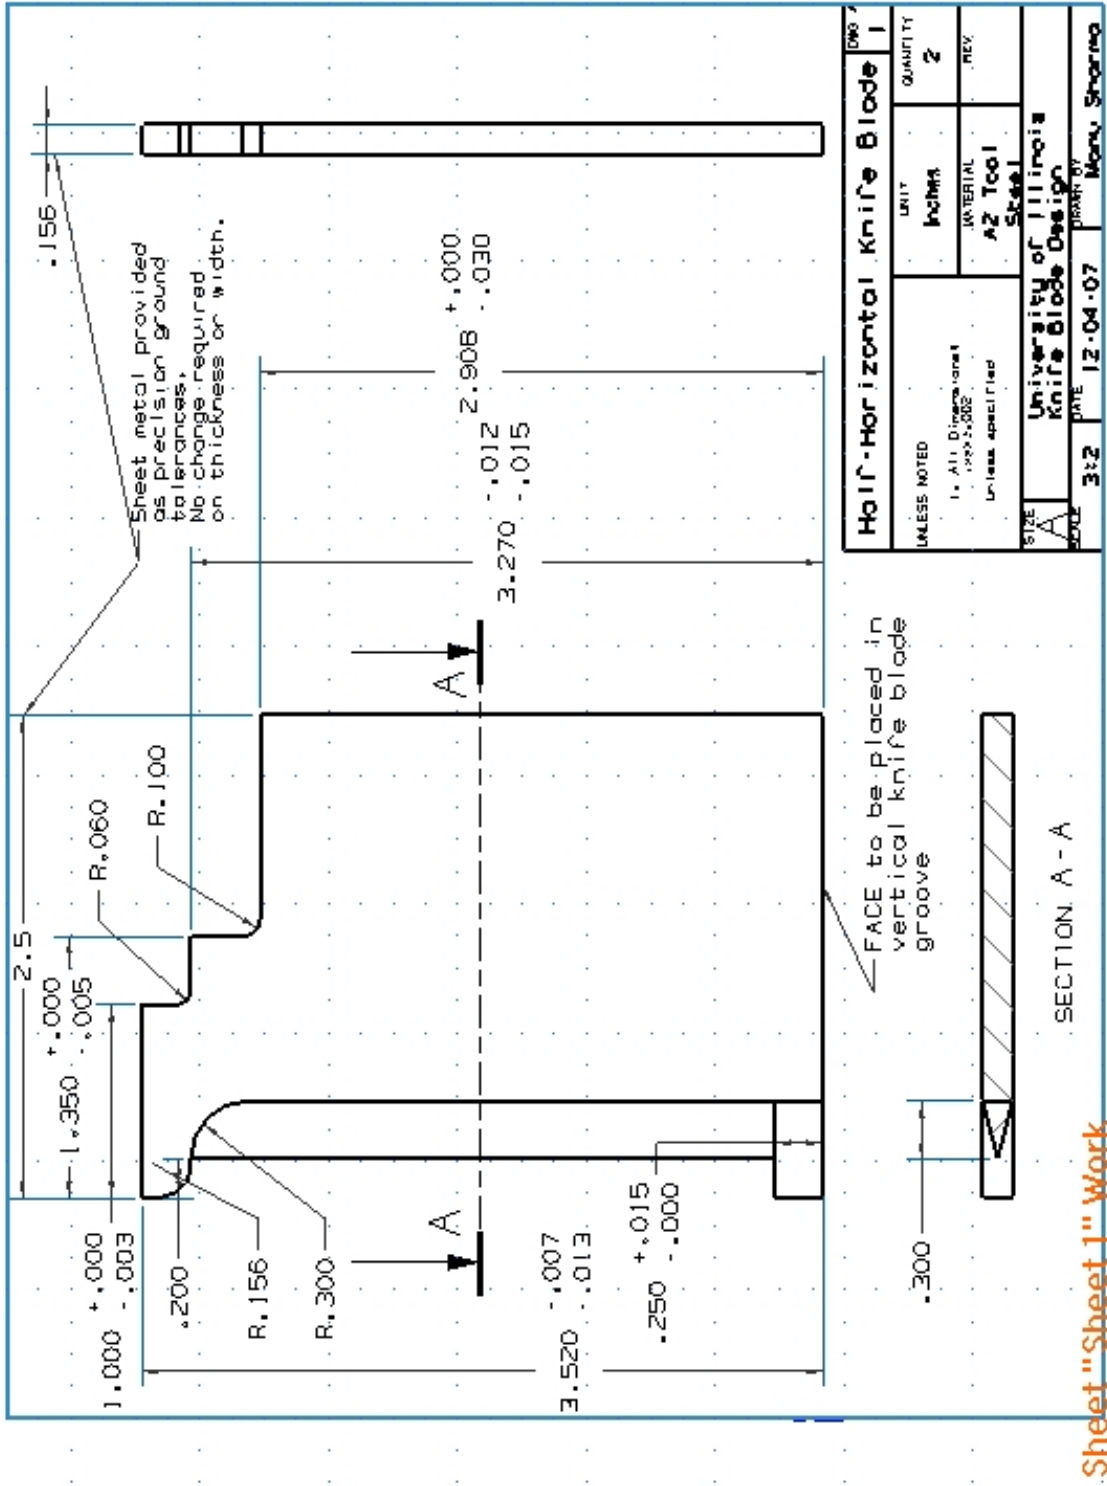 2.5
1.350 +.000
-.005
1.000 +.000
-.003
.200
R.156
R.300
R.060
R.100
.156
Sheet metal provided
as precision ground
tolerances.
No change required
on thickness or width.
A
A
2.908 +.000
-.030
3.270 -.012
-.015
3.520 -.007
-.013
.250 +.015
-.000
FACE to be placed in
vertical knife blade
groove
.300
SECTION A-A
Half-Horizontal Knife Blade
DWG
1
UNLESS NOTED
1. All Dimensions
Unless specified
UNIT
Inches
QUANTITY
2
MATERIAL
A2 Tool
Steel
REV
SIZE
A
University of Illinois
Knife Blade Design
SCALE
3:2
DATE
12-04-07
DRAWN BY
Sheet "Sheet 1" Work